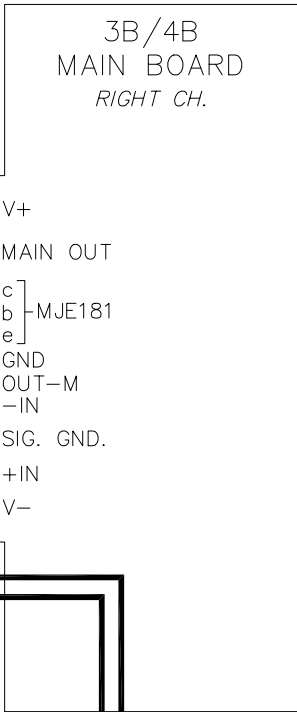 3B/4B
MAIN BOARD
RIGHT CH.
V+
MAIN OUT
c
b -MJE181
e
GND
OUT-M
-IN
SIG. GND.
+IN
V-